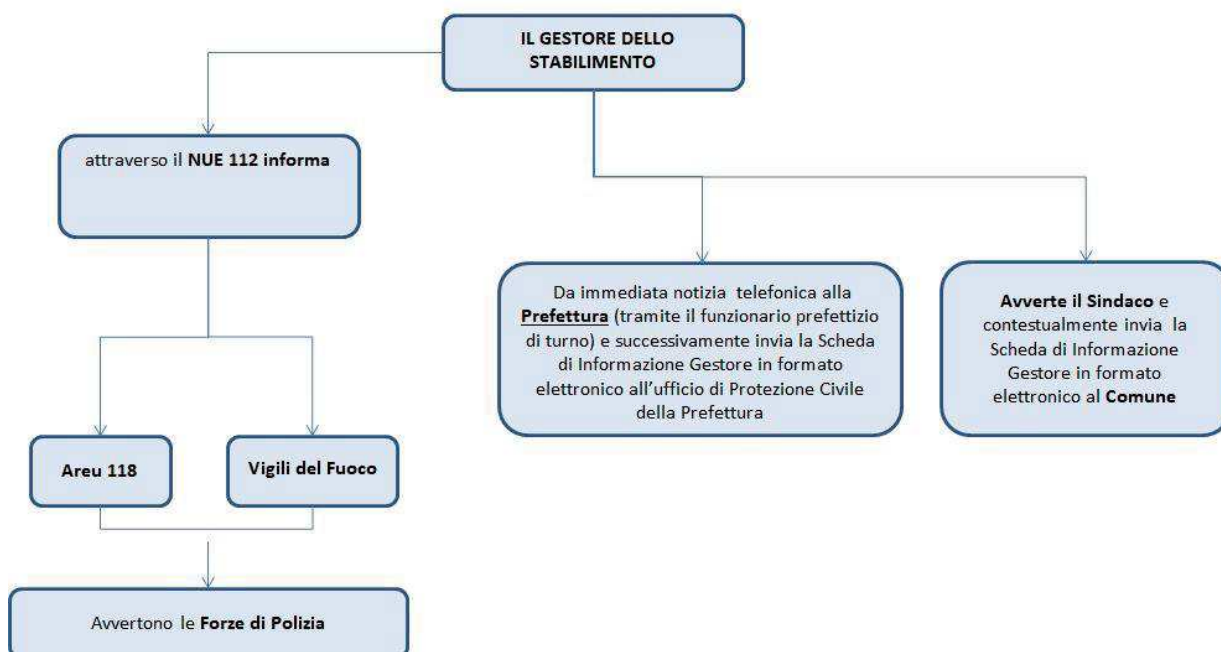 IL GESTORE DELLO
STABILIMENTO
attraverso il NUE 112 informa
Da immediata notizia telefonica alla
Prefettura (tramite il funzionario prefettizio
di turno) e successivamente invia la Scheda
di Informazione Gestore in formato
elettronico all'ufficio di Protezione Civile
della Prefettura
Avverte il Sindaco e
contestualmente invia la
Scheda di Informazione
Gestore in formato
elettronico al Comune
Areu 118
Vigili del Fuoco
Avvertono le Forze di Polizia